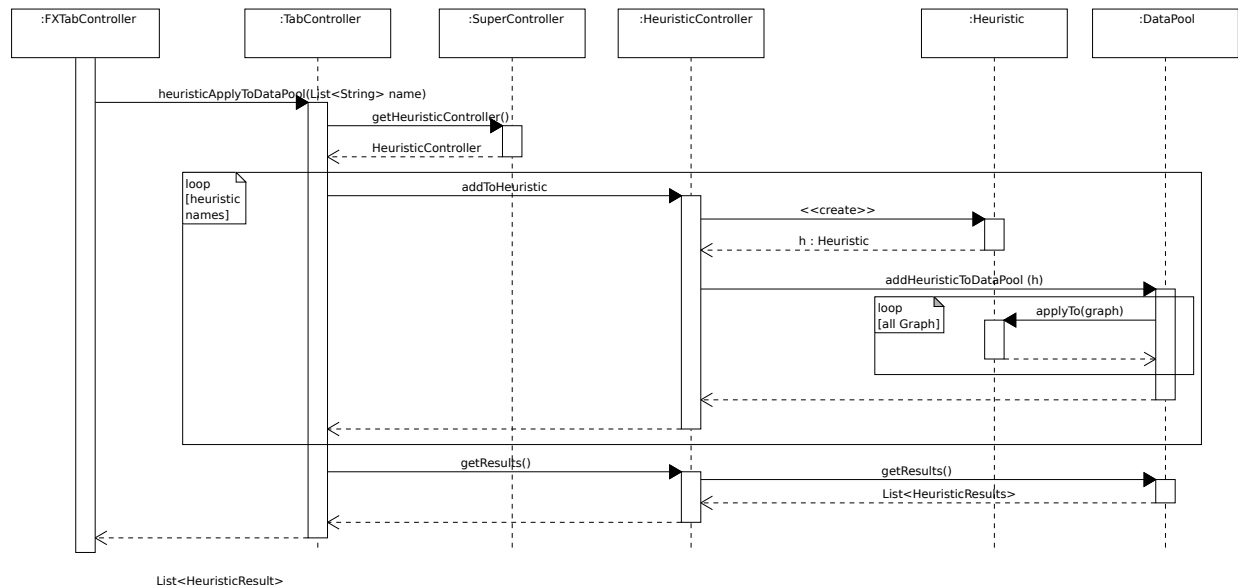 :FXTabController
:TabController
:SuperController
:HeuristicController
:Heuristic
:DataPool
heuristicApplyToDataPool(List<String> name)
getHeuristicController()
HeuristicController
loop
[heuristic
names]
addToHeuristic
<<create>>
h : Heuristic
addHeuristicToDataPool (h)
loop
[all Graph]
applyTo(graph)
getResults()
getResults()
List<HeuristicResults>
List<HeuristicResult>